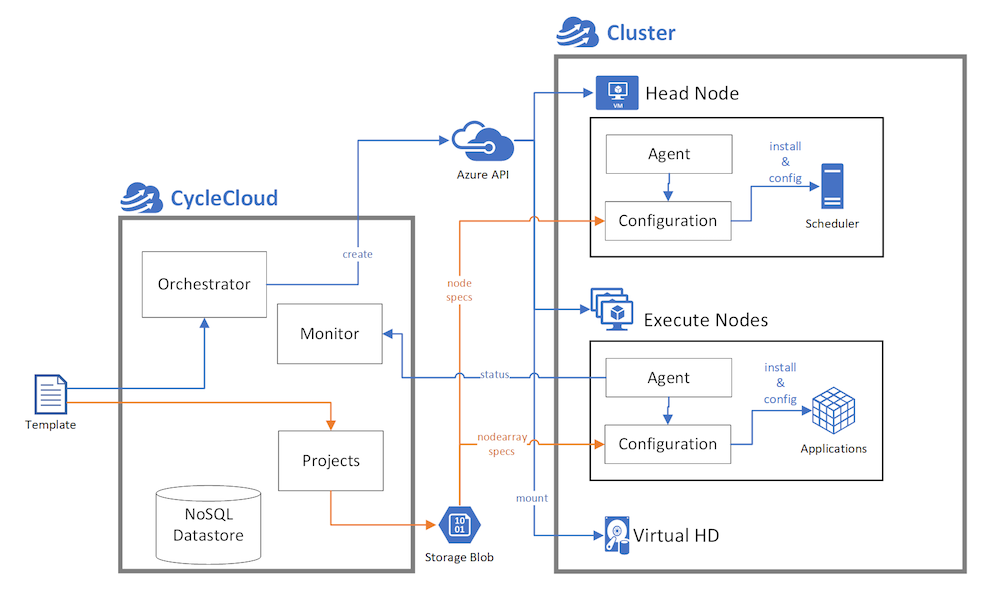 Cluster
Head Node
VM
Agent
install
&
config
Configuration
Scheduler
Azure API
CycleCloud
create
Orchestrator
node
specs
Monitor
Execute Nodes
status
Agent
install
&
config
Template
nodearray
specs
Configuration
Applications
Projects
mount
NoSQL
Datastore
10
01
Virtual HD
Storage Blob